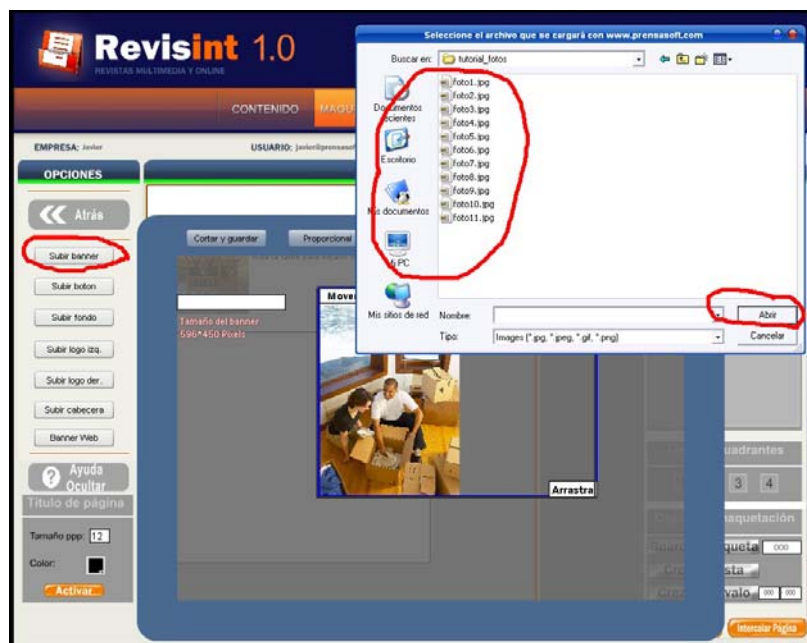 Revisint 1.0
REVISTAS MULTIMEDIA Y ONLINE
CONTENIDO
MAQU
EMPRESA: Javier
USUARIO: javier@prensasoft
OPCIONES
Atrás
Subir banner
Subir boton
Subir fondo
Subir logo izq.
Subir logo der..
Subir cabecera
Banner Web
Ayuda
Ocultar
Titulo de página
Tamaño ppp: 12
Color:
Activar
Cortar y guardar
Proporcional
Tamaño del banner
596*450 Pixels
Mover
Arrastra
Seleccione el archivo que se cargará con www.prensasoft.com
Buscar en: tutorial_fotos
Documentos
recientes
Escritorio
Mis documentos
Mi PC
Mis sitios de red
foto1.jpg
foto2.jpg
foto3.jpg
foto4.jpg
foto5.jpg
foto6.jpg
foto7.jpg
foto8.jpg
foto9.jpg
foto10.jpg
foto11.jpg
Nombre:
Abrir
Tipo: Images (*.jpg, *.jpeg, *.gif, *.png)
Cancelar
uadrantes
3 4
aquetación
queta 000
sta
valo 000 000
Intercalar Página